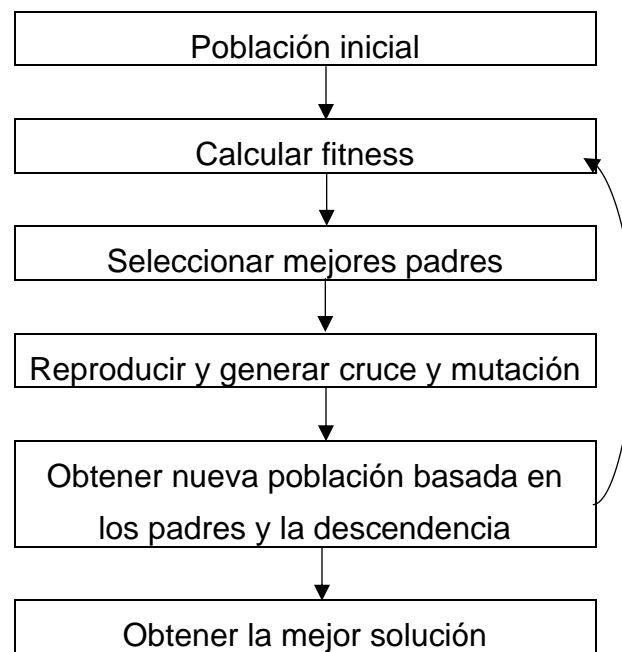 Población inicial
Calcular fitness
Seleccionar mejores padres
Reproducir y generar cruce y mutación
Obtener nueva población basada en
los padres y la descendencia
Obtener la mejor solución